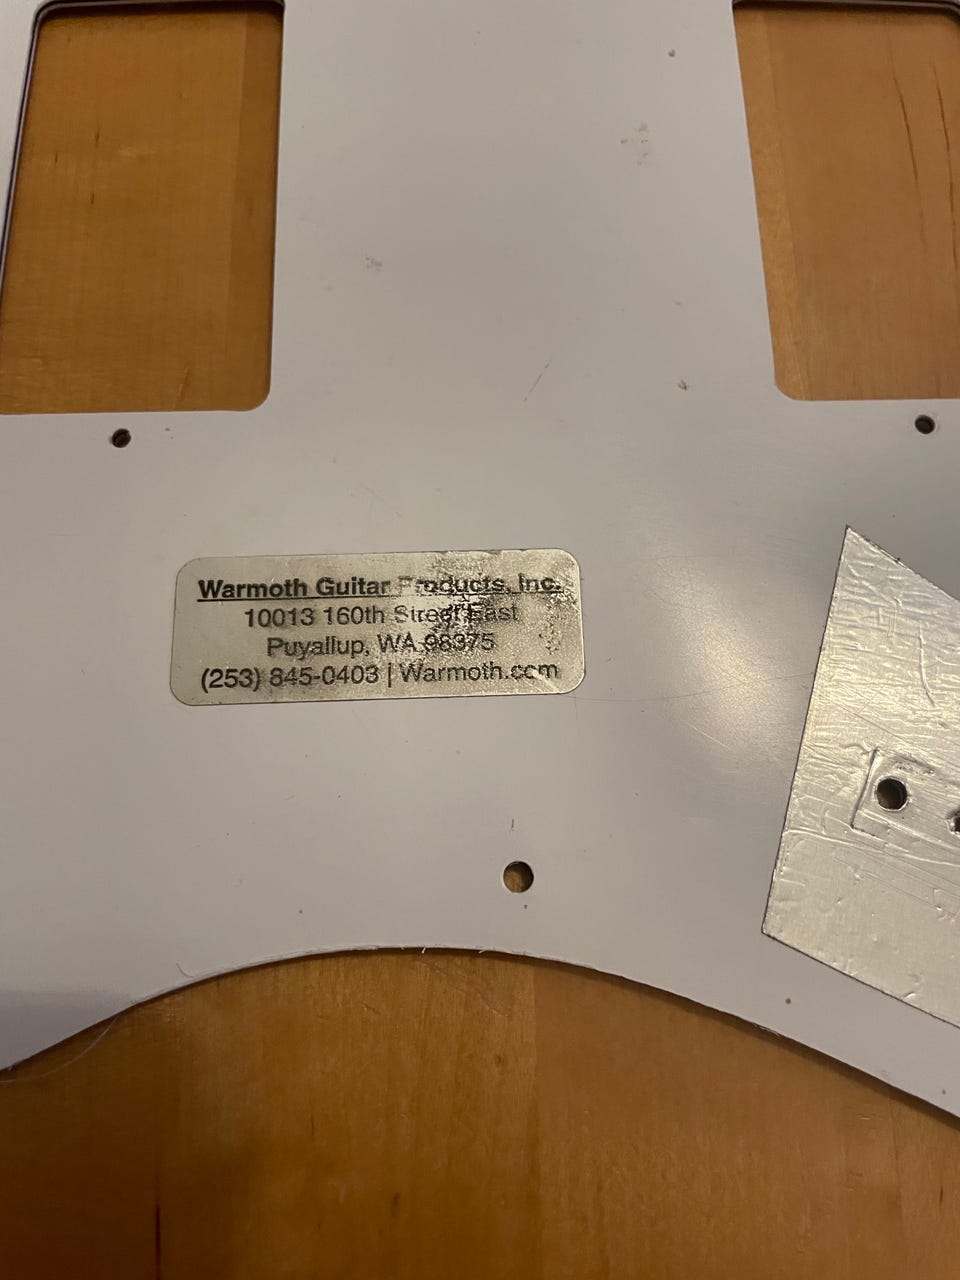 Warmoth Guitar Products, Inc.
10013 160th Street East
Puyallup, WA 98375
(253) 845-0403 | Warmoth.com